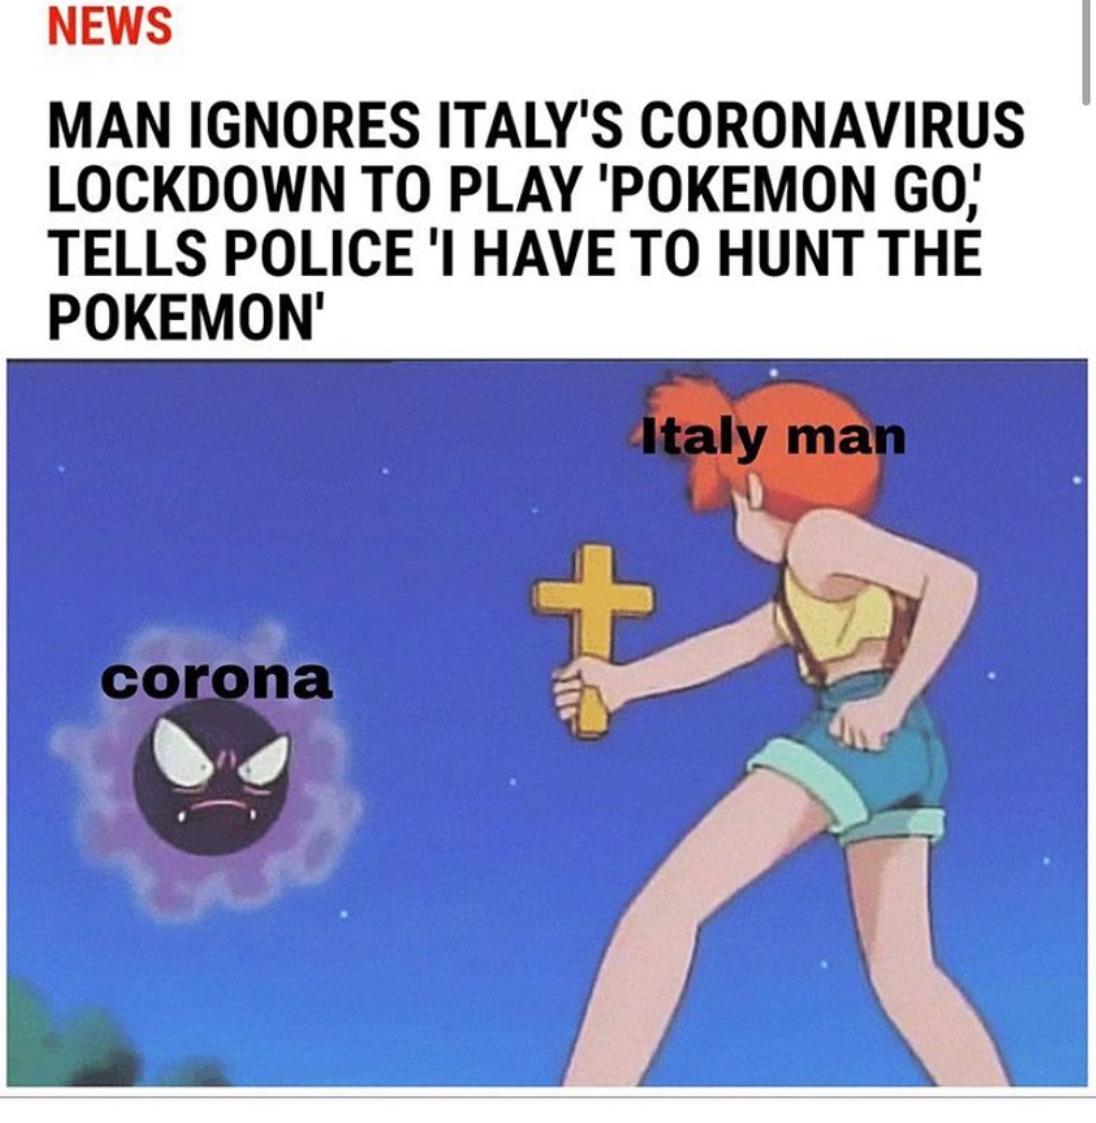 NEWS
MAN IGNORES ITALY'S CORONAVIRUS
LOCKDOWN TO PLAY 'POKEMON GO,'
TELLS POLICE 'I HAVE TO HUNT THE
POKEMON'
Italy man
corona